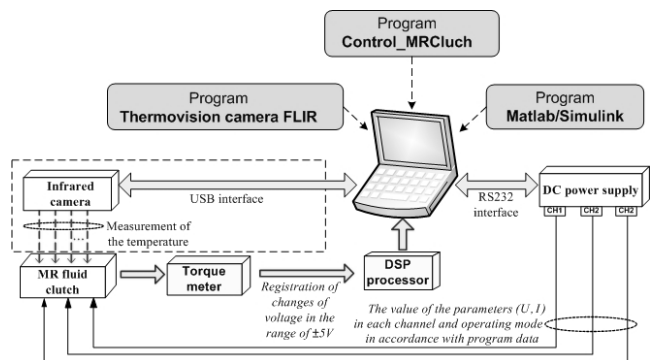 Program
Control_MRCluch
Program
Thermovision camera FLIR
Program
Matlab/Simulink
Infrared
camera
USB interface
RS232
interface
DC power supply
CH1
CH2
CH2
Measurement of
the temperature
...
MR fluid
clutch
Torque
meter
DSP
processor
Registration of
changes of
voltage in the
range of ±5V
The value of the parameters (U,I)
in each channel and operating mode
in accordance with program data